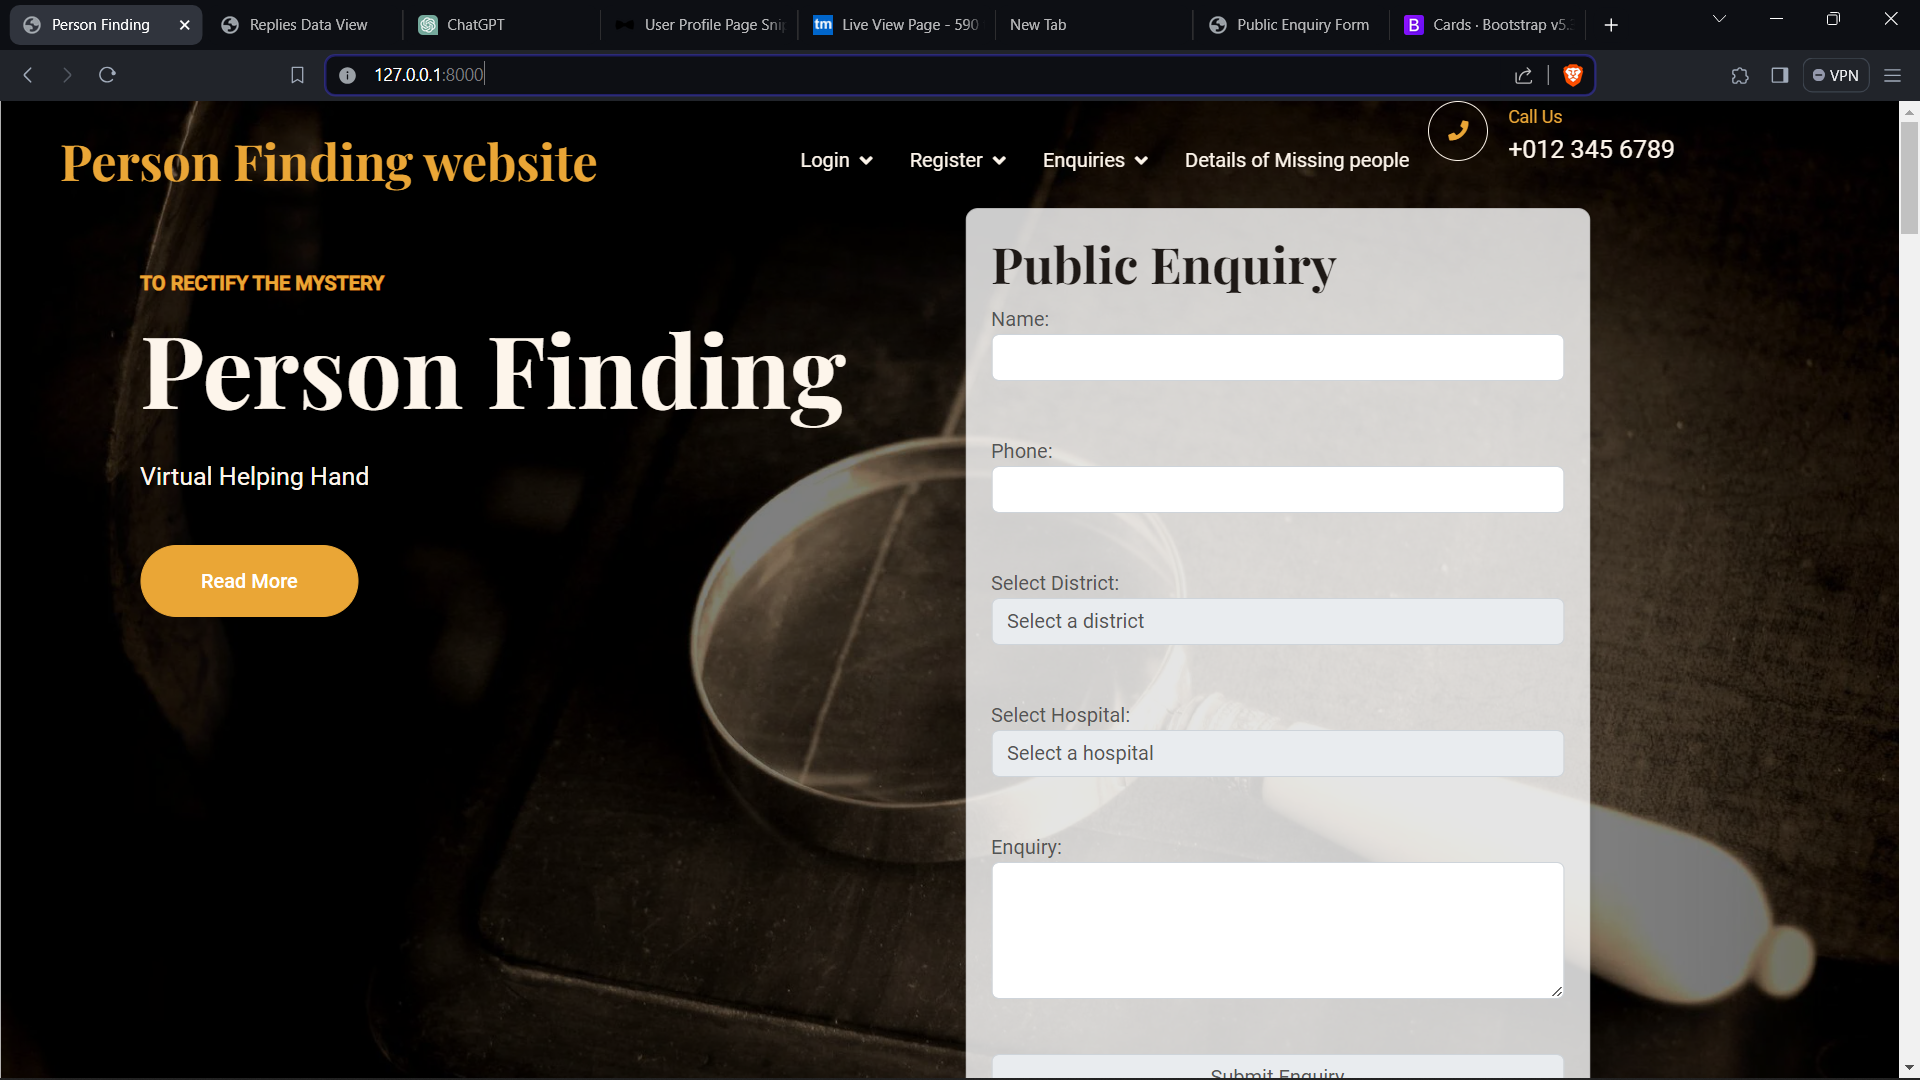 Person Finding
Replies Data View
ChatGPT
User Profile Page Sni
Live View Page - 590
New Tab
Public Enquiry Form
Cards · Bootstrap v5.
127.0.0.1:8000
VPN
Person Finding website
Login
Register
Enquiries
Details of Missing people
Call Us
+012 345 6789
TO RECTIFY THE MYSTERY
Person Finding
Virtual Helping Hand
Read More
Public Enquiry
Name:
Phone:
Select District:
Select a district
Select Hospital:
Select a hospital
Enquiry:
Submit Enquiry